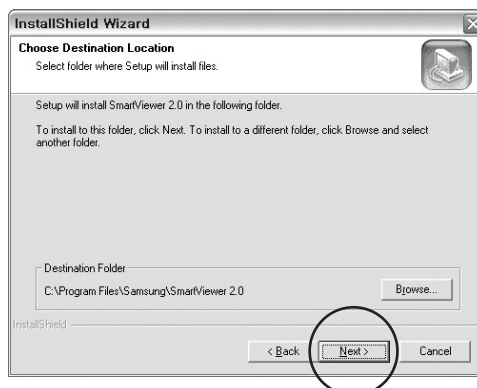 InstallShield Wizard
Choose Destination Location
Select folder where Setup will install files.
Setup will install SmartViewer 2.0 in the following folder.
To install to this folder, click Next. To install to a different folder, click Browse and select
another folder.
Destination Folder
C:\Program Files\Samsung\SmartViewer 2.0
Browse...
InstallShield
< Back
Next >
Cancel